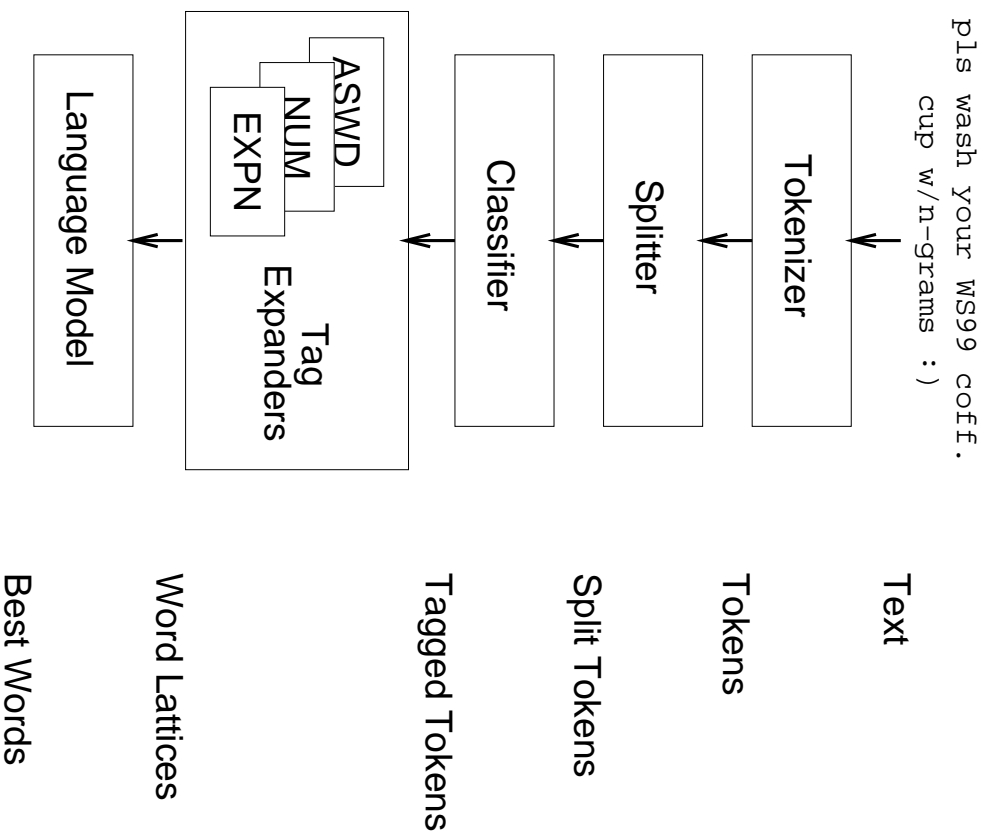 pls wash your WS99 coff.
cup w/n-grams :)
Text
Tokenizer
Tokens
Splitter
Split Tokens
Classifier
Tagged Tokens
ASWD
NUM
EXPN
Tag
Expanders
Word Lattices
Language Model
Best Words